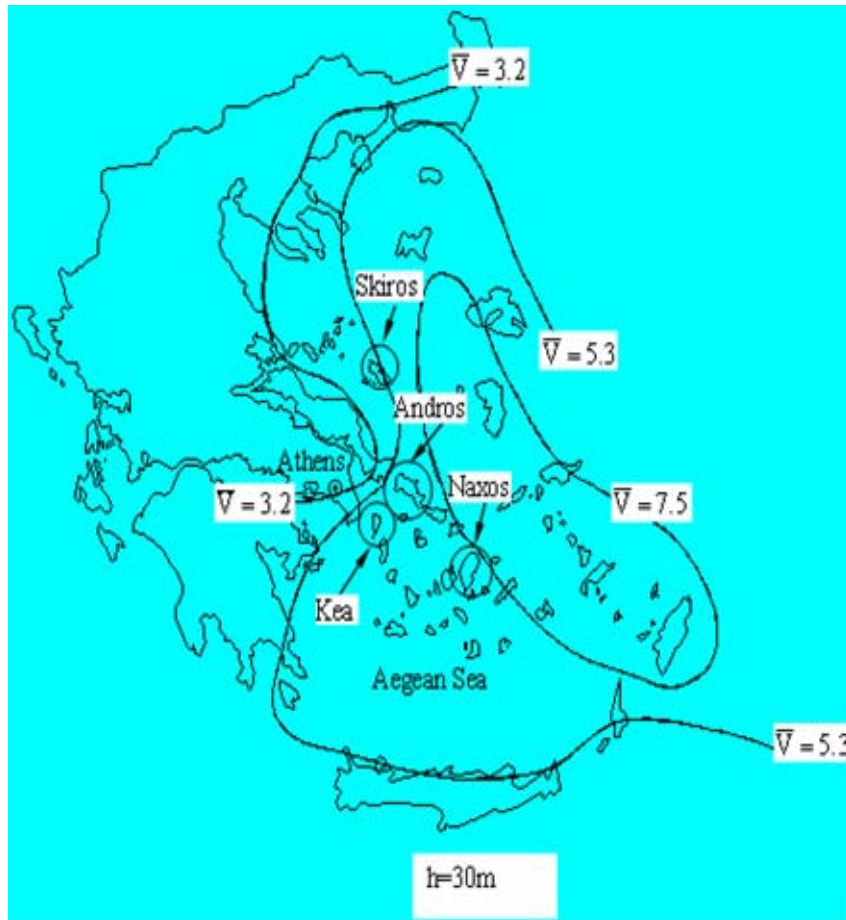 V̅ = 3.2
Skiros
V̅ = 5.3
Andros
Athens
Naxos
V̅ = 3.2
V̅ = 7.5
Kea
Aegean Sea
V̅ = 5.3
h=30m